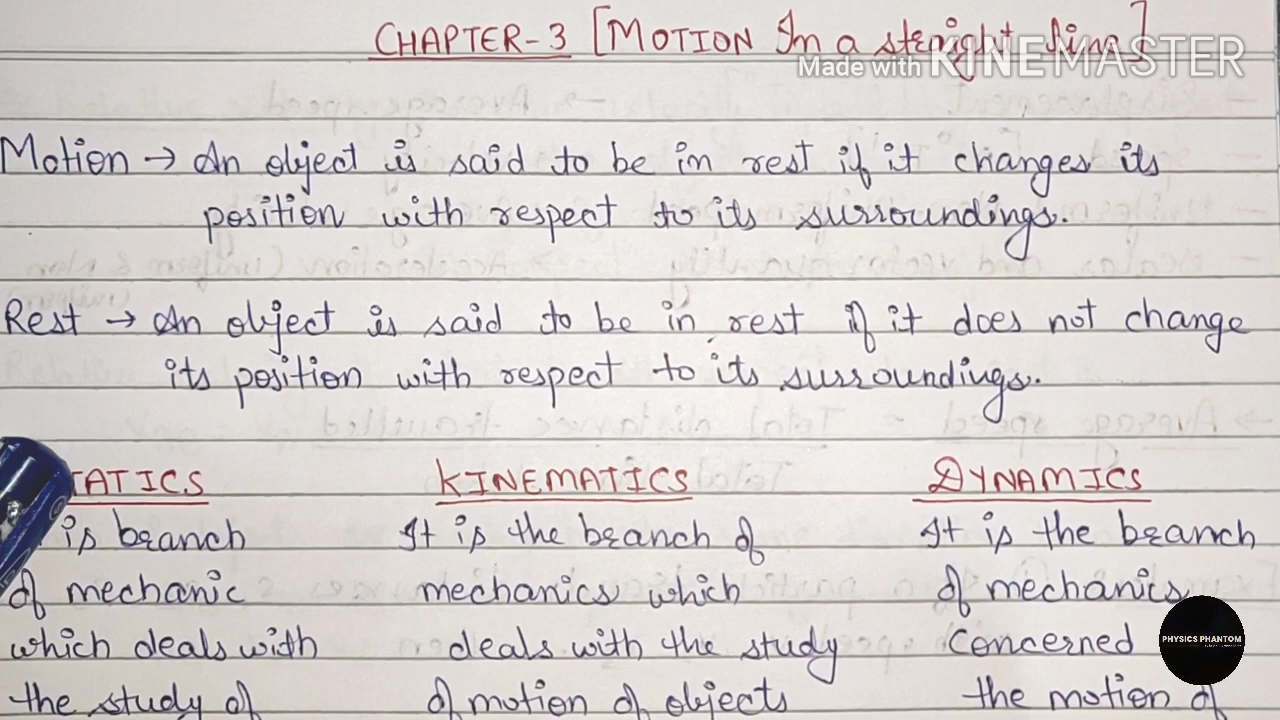 CHAPTER-3 [MOTION In a straight line]
Made with KINEMASTER
Motion → An object is said to be in rest if it changes its
position with respect to its surroundings.
Rest → An object is said to be in rest if it does not change
its position with respect to its surroundings.
TATICS
is branch
of mechanic
which deals with
the study of
KINEMATICS
It is the branch of
mechanics which
deals with the study
of motion of objects
DYNAMICS
It is the branch
of mechanics
concerned
the motion of
PHYSICS PHANTOM